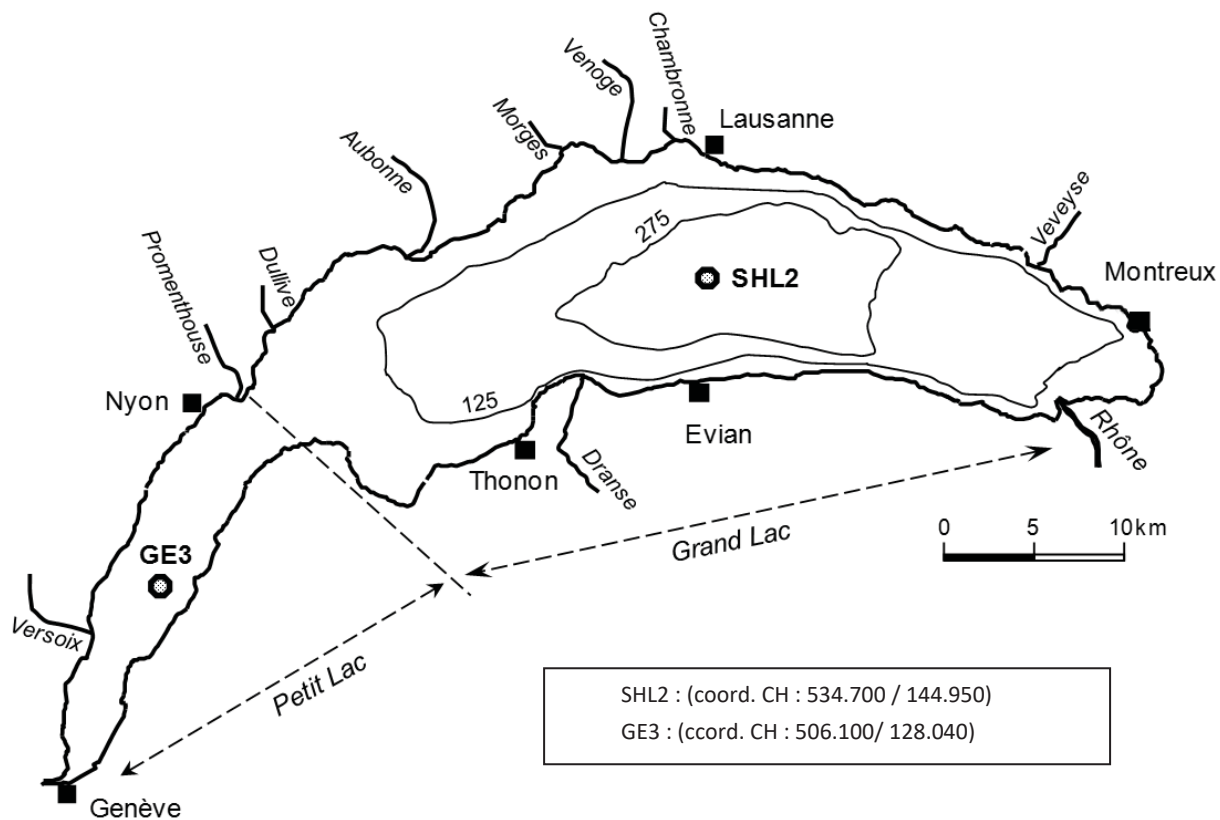 Venoge
Chambronne
Lausanne
Morges
Aubonne
Veveyse
Promenthouse
Dullive
275
SHL2
Montreux
Nyon
125
Evian
Rhône
Thonon
Dranse
Grand Lac
0 5 10 km
GE3
Versoix
Petit Lac
SHL2 : (coord. CH : 534.700 / 144.950)
GE3 : (ccord. CH : 506.100/ 128.040)
Genève